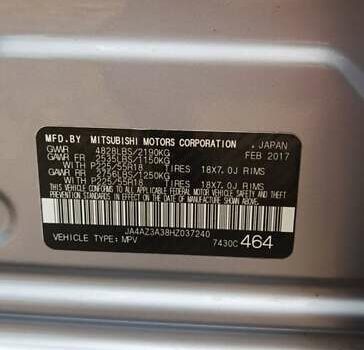 MFD.BY MITSUBISHI MOTORS CORPORATION , JAPAN
GVWR 4828LBS/2190KG FEB 2017
GAWR FR 2535LBS/1150KG
WITH P225/55R18 TIRES 18X7.0J RIMS
GAWR RR 2756LBS/1250KG
WITH P225/55R18 TIRES 18X7.0J RIMS
THIS VEHICLE CONFORMS TO ALL APPLICABLE FEDERAL MOTOR VEHICLE SAFETY AND
THEFT PREVENTION STANDARDS IN EFFECT ON THE DATE OF MANUFACTURE SHOWN ABOVE.
JA4AZ3A38HZ037240
VEHICLE TYPE: MPV 7430C 464